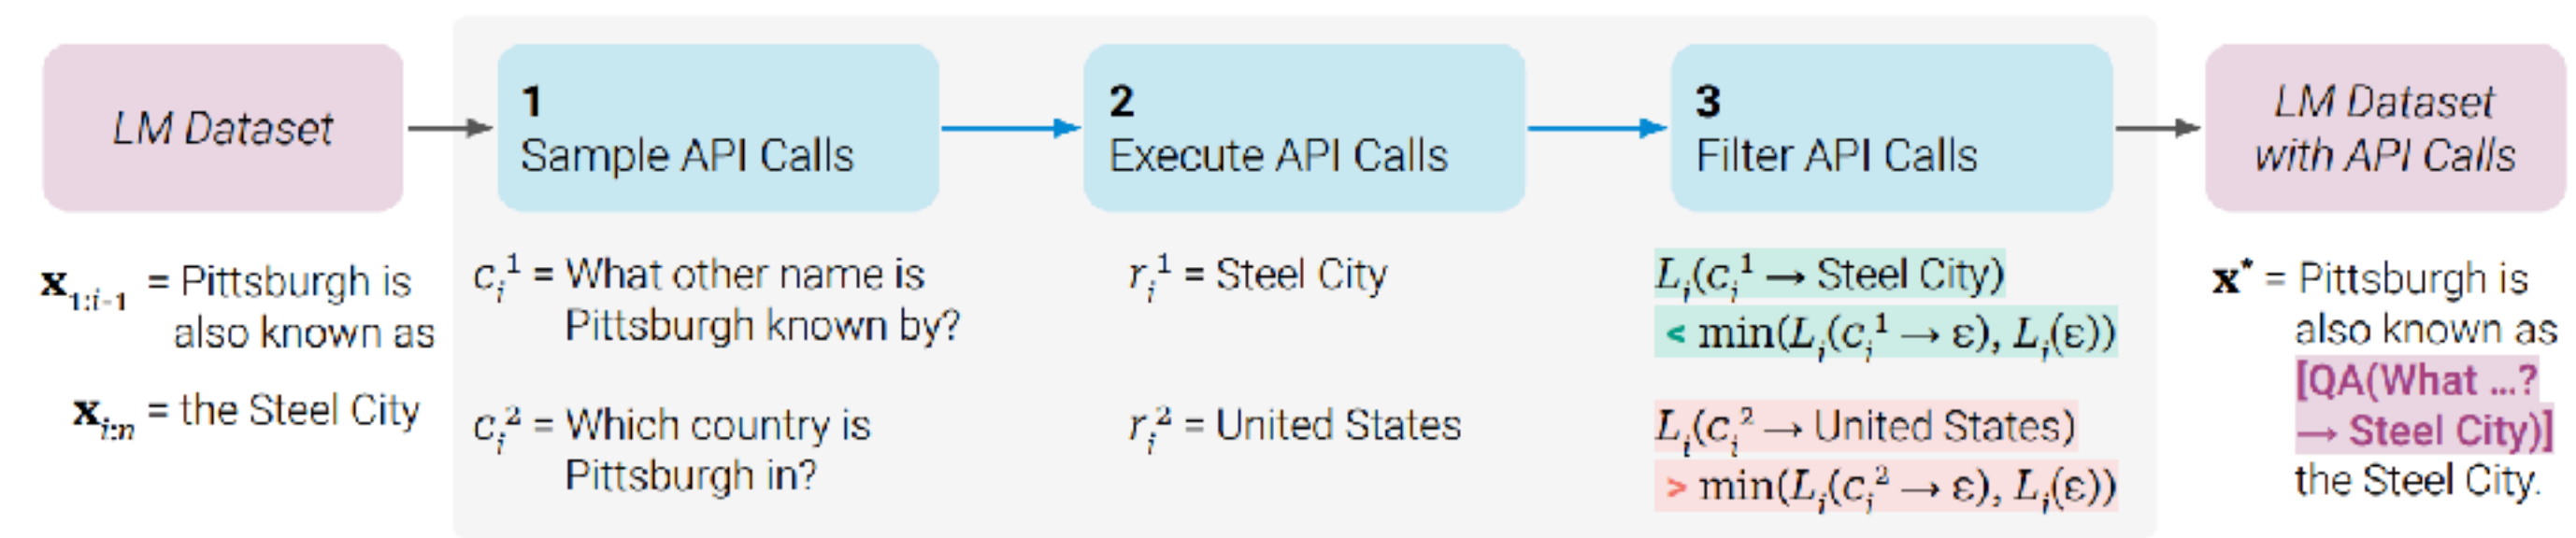 LM Dataset
1
Sample API Calls
2
Execute API Calls
3
Filter API Calls
LM Dataset
with API Calls
x1:i-1 = Pittsburgh is
also known as
xi:n = the Steel City
ci1 = What other name is
Pittsburgh known by?
ci2 = Which country is
Pittsburgh in?
ri1 = Steel City
ri2 = United States
Li(ci1 → Steel City)
< min(Li(ci1 → ε), Li(ε))
Li(ci2 → United States)
> min(Li(ci2 → ε), Li(ε))
x* = Pittsburgh is
also known as
[QA(What ...?
→ Steel City)]
the Steel City.